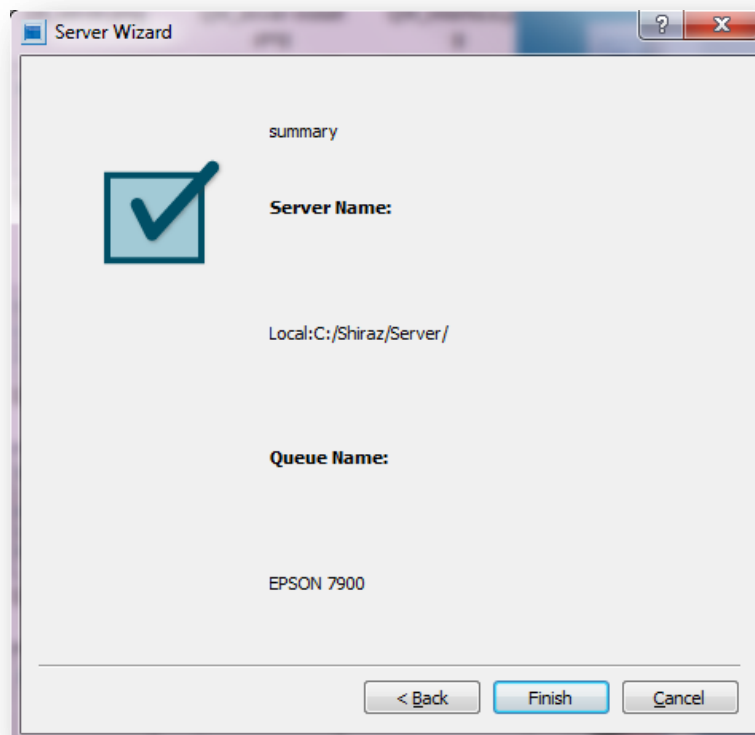 Server Wizard
summary
Server Name:
Local:C:/Shiraz/Server/
Queue Name:
EPSON 7900
< Back
Finish
Cancel